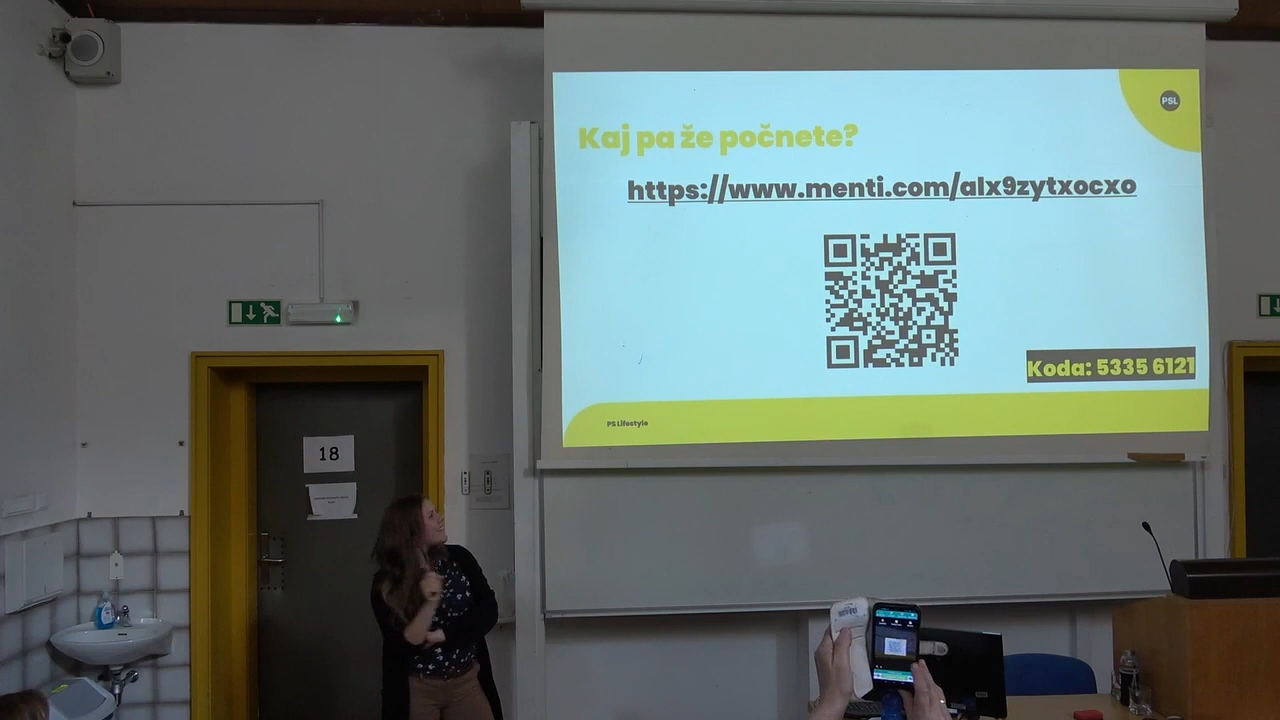 PSL
Kaj pa že počnete?
https://www.menti.com/alx9zytxocxo
Koda: 5335 6121
PS Lifestyle
18